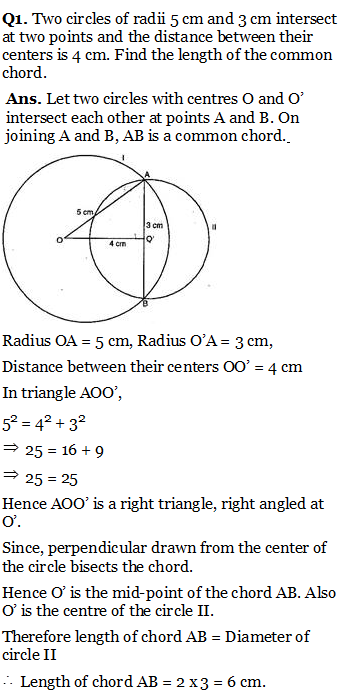 Q1. Two circles of radii 5 cm and 3 cm intersect
at two points and the distance between their
centers is 4 cm. Find the length of the common
chord.
Ans. Let two circles with centres O and O’
intersect each other at points A and B. On
joining A and B, AB is a common chord.
I
A
5 cm
3 cm
II
O
4 cm
O'
B
Radius OA = 5 cm, Radius O’A = 3 cm,
Distance between their centers OO’ = 4 cm
In triangle AOO’,
5² = 4² + 3²
⇒ 25 = 16 + 9
⇒ 25 = 25
Hence AOO’ is a right triangle, right angled at
O’.
Since, perpendicular drawn from the center of
the circle bisects the chord.
Hence O’ is the mid-point of the chord AB. Also
O’ is the centre of the circle II.
Therefore length of chord AB = Diameter of
circle II
∴ Length of chord AB = 2 x 3 = 6 cm.